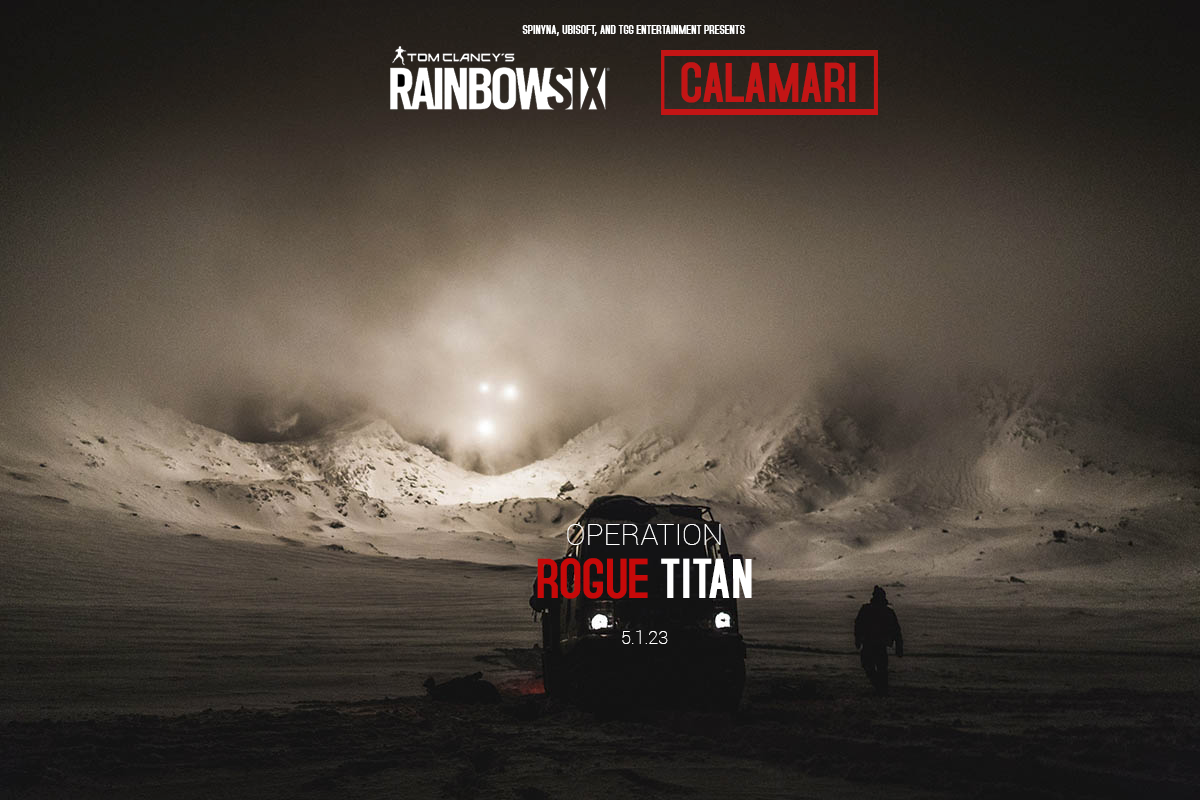 SPINYNA, UBISOFT, AND TGG ENTERTAINMENT PRESENTS
TOM CLANCY'S
RAINBOWSIX
CALAMARI
OPERATION
ROGUE TITAN
5.1.23